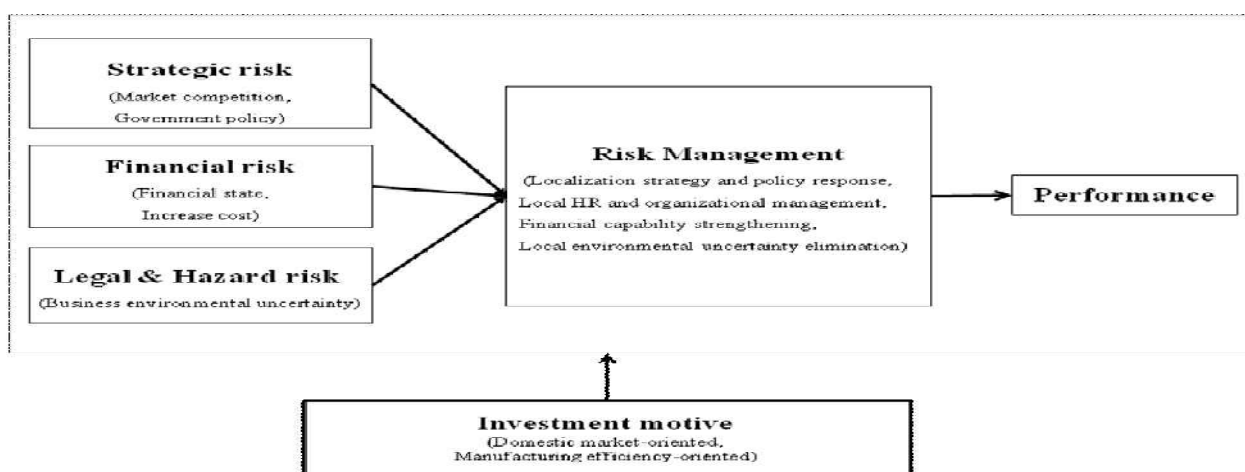 Strategic risk
(Market competition,
Government policy)
Financial risk
(Financial state,
Increase cost)
Legal & Hazard risk
(Business environmental uncertainty)
Risk Management
(Localization strategy and policy response,
Local HR and organizational management,
Financial capability strengthening,
Local environmental uncertainty elimination)
Performance
Investment motive
(Domestic market-oriented,
Manufacturing efficiency-oriented)